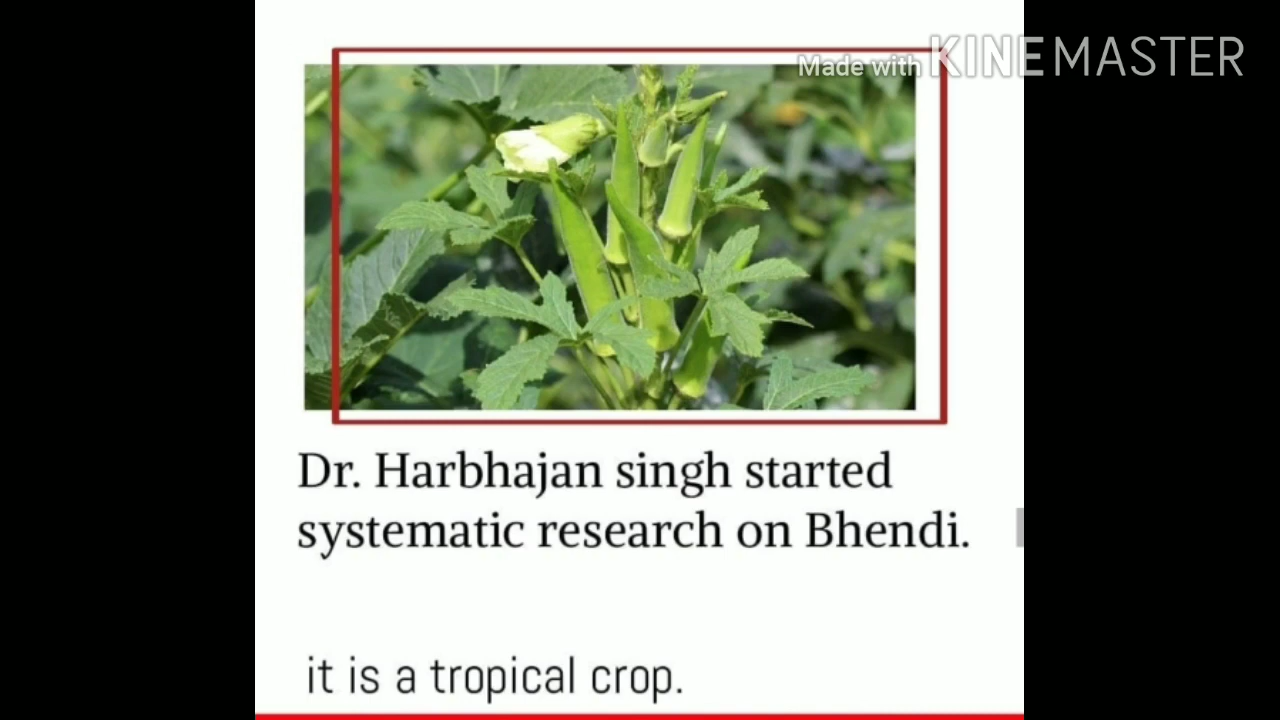 Made with KINEMASTER
Dr. Harbhajan singh started
systematic research on Bhendi.
it is a tropical crop.